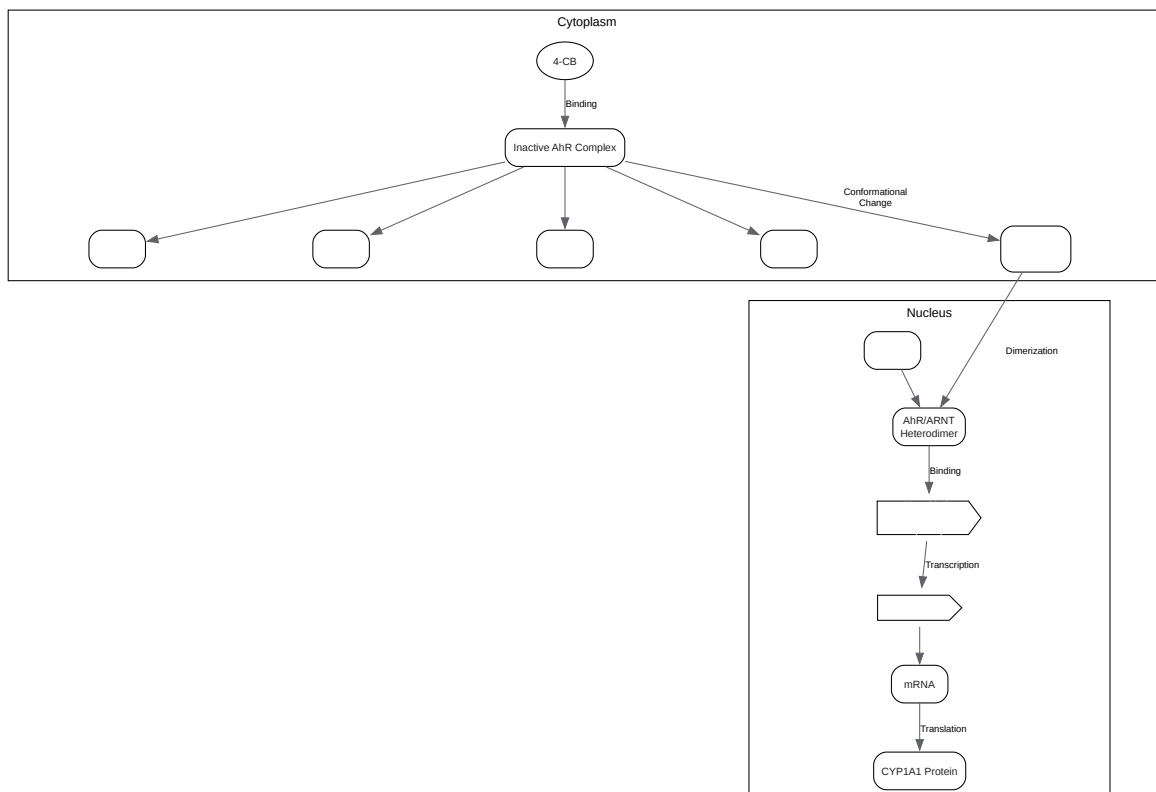 Cytoplasm
4-CB
Binding
Inactive AhR Complex
Conformational
Change
Nucleus
Dimerization
AhR/ARNT
Heterodimer
Binding
Transcription
mRNA
Translation
CYP1A1 Protein